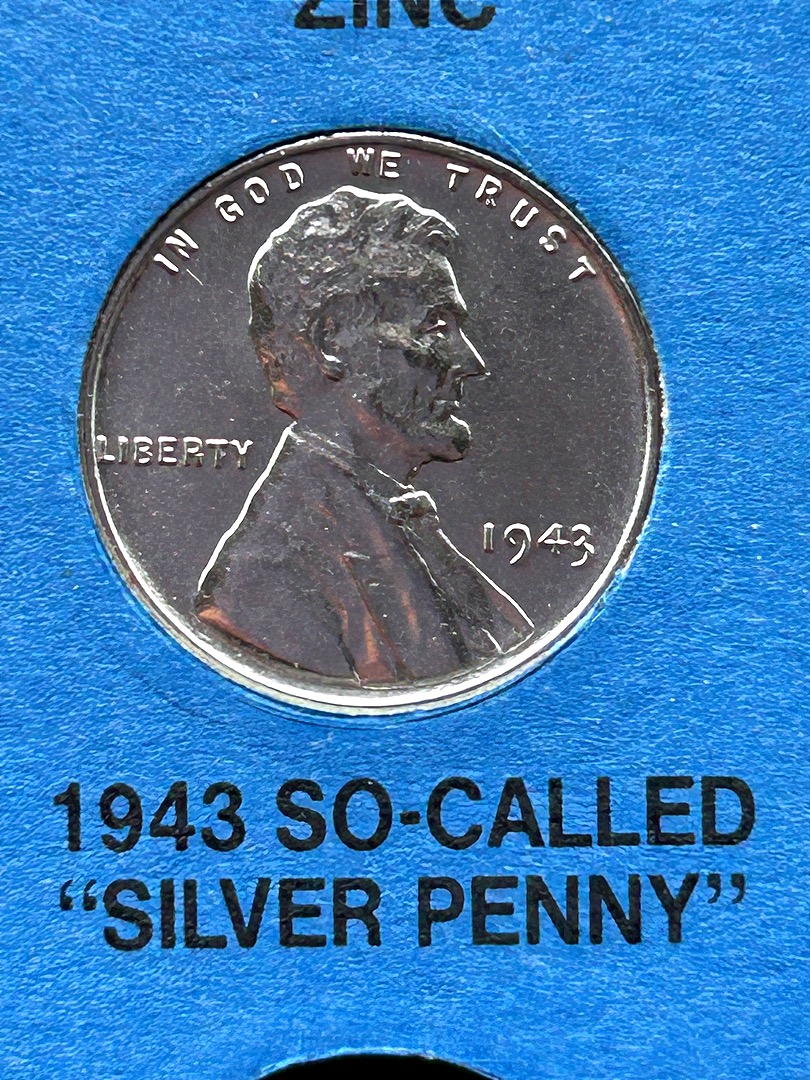 ZINC
IN GOD WE TRUST
LIBERTY
1943
1943 SO-CALLED
“SILVER PENNY”